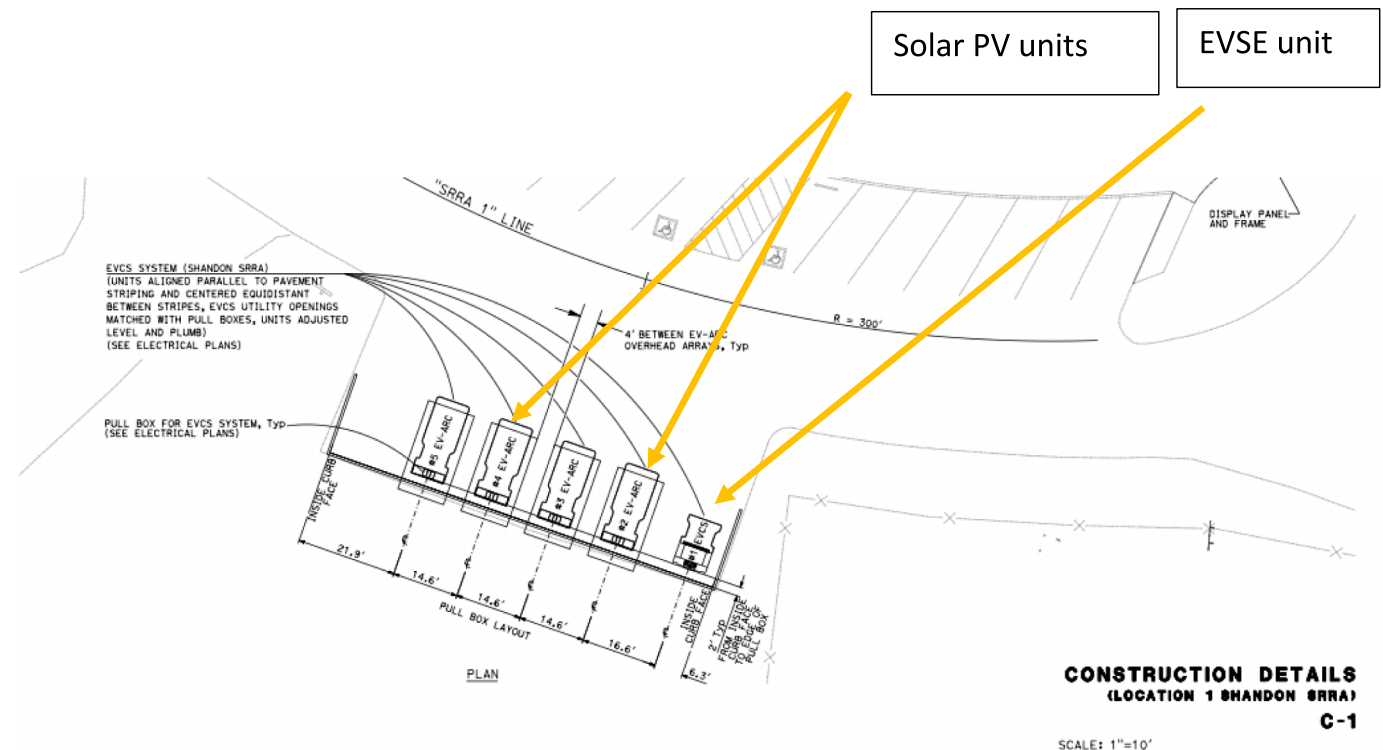 Solar PV units
EVSE unit
"SRRA 1" LINE
DISPLAY PANEL
AND FRAME
EVCS SYSTEM (SHANDON SRRA)
(UNITS ALIGNED PARALLEL TO PAVEMENT
STRIPING AND CENTERED EQUIDISTANT
BETWEEN STRIPES, EVCS UTILITY OPENINGS
MATCHED WITH PULL BOXES, UNITS ADJUSTED
LEVEL AND PLUMB)
(SEE ELECTRICAL PLANS)
R = 300'
4' BETWEEN EV-ARC
OVERHEAD ARRAYS, Typ
PULL BOX FOR EVCS SYSTEM, Typ
(SEE ELECTRICAL PLANS)
#5 EV-ARC
#4 EV-ARC
#3 EV-ARC
#2 EV-ARC
#1 EVCS
INSIDE CURB
FACE
21.9'
14.6'
14.6'
14.6'
16.6'
6.3'
PULL BOX LAYOUT
INSIDE
CURB FACE
2' TYP
FROM INSIDE
CURB FACE
TO EDGE OF
PULL BOX
PLAN
CONSTRUCTION DETAILS
(LOCATION 1 SHANDON SRRA)
C-1
SCALE: 1"=10'